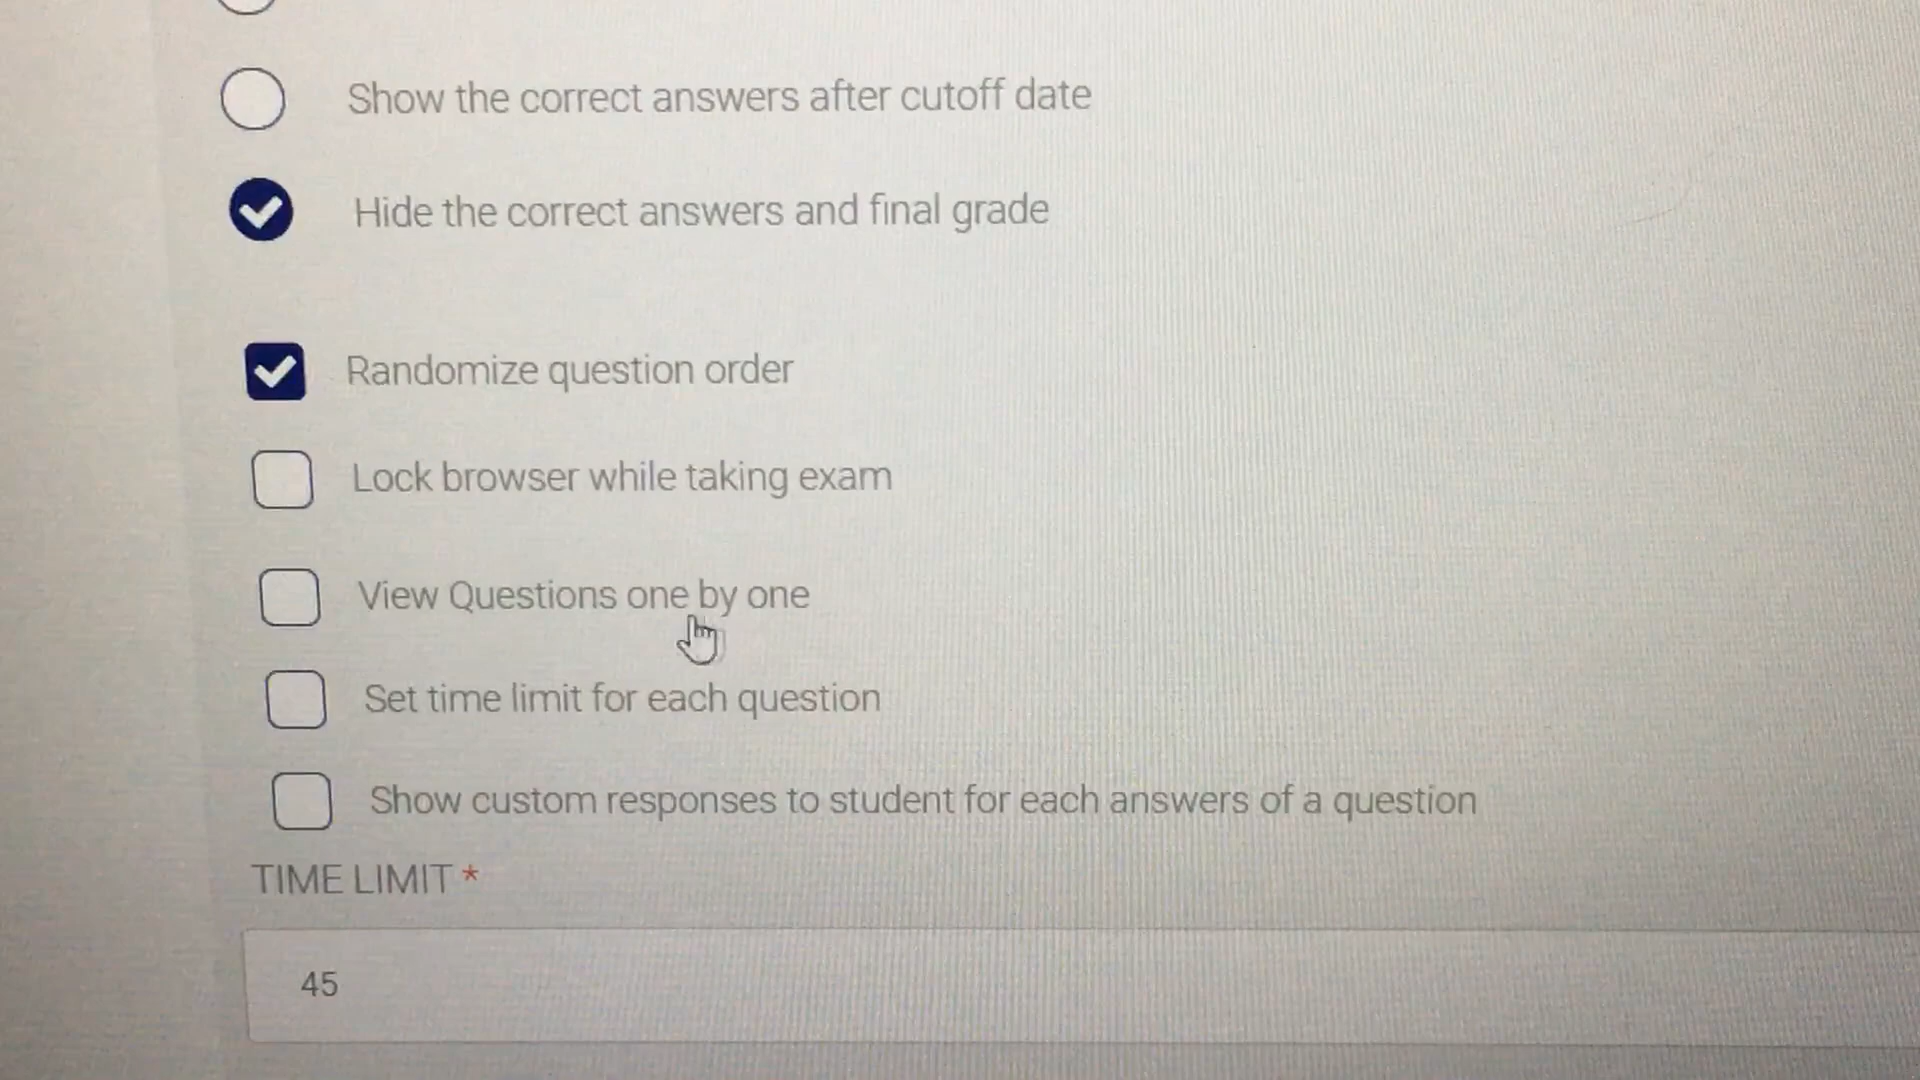 Show the correct answers after cutoff date
Hide the correct answers and final grade
Randomize question order
Lock browser while taking exam
View Questions one by one
Set time limit for each question
Show custom responses to student for each answers of a question
TIME LIMIT *
45